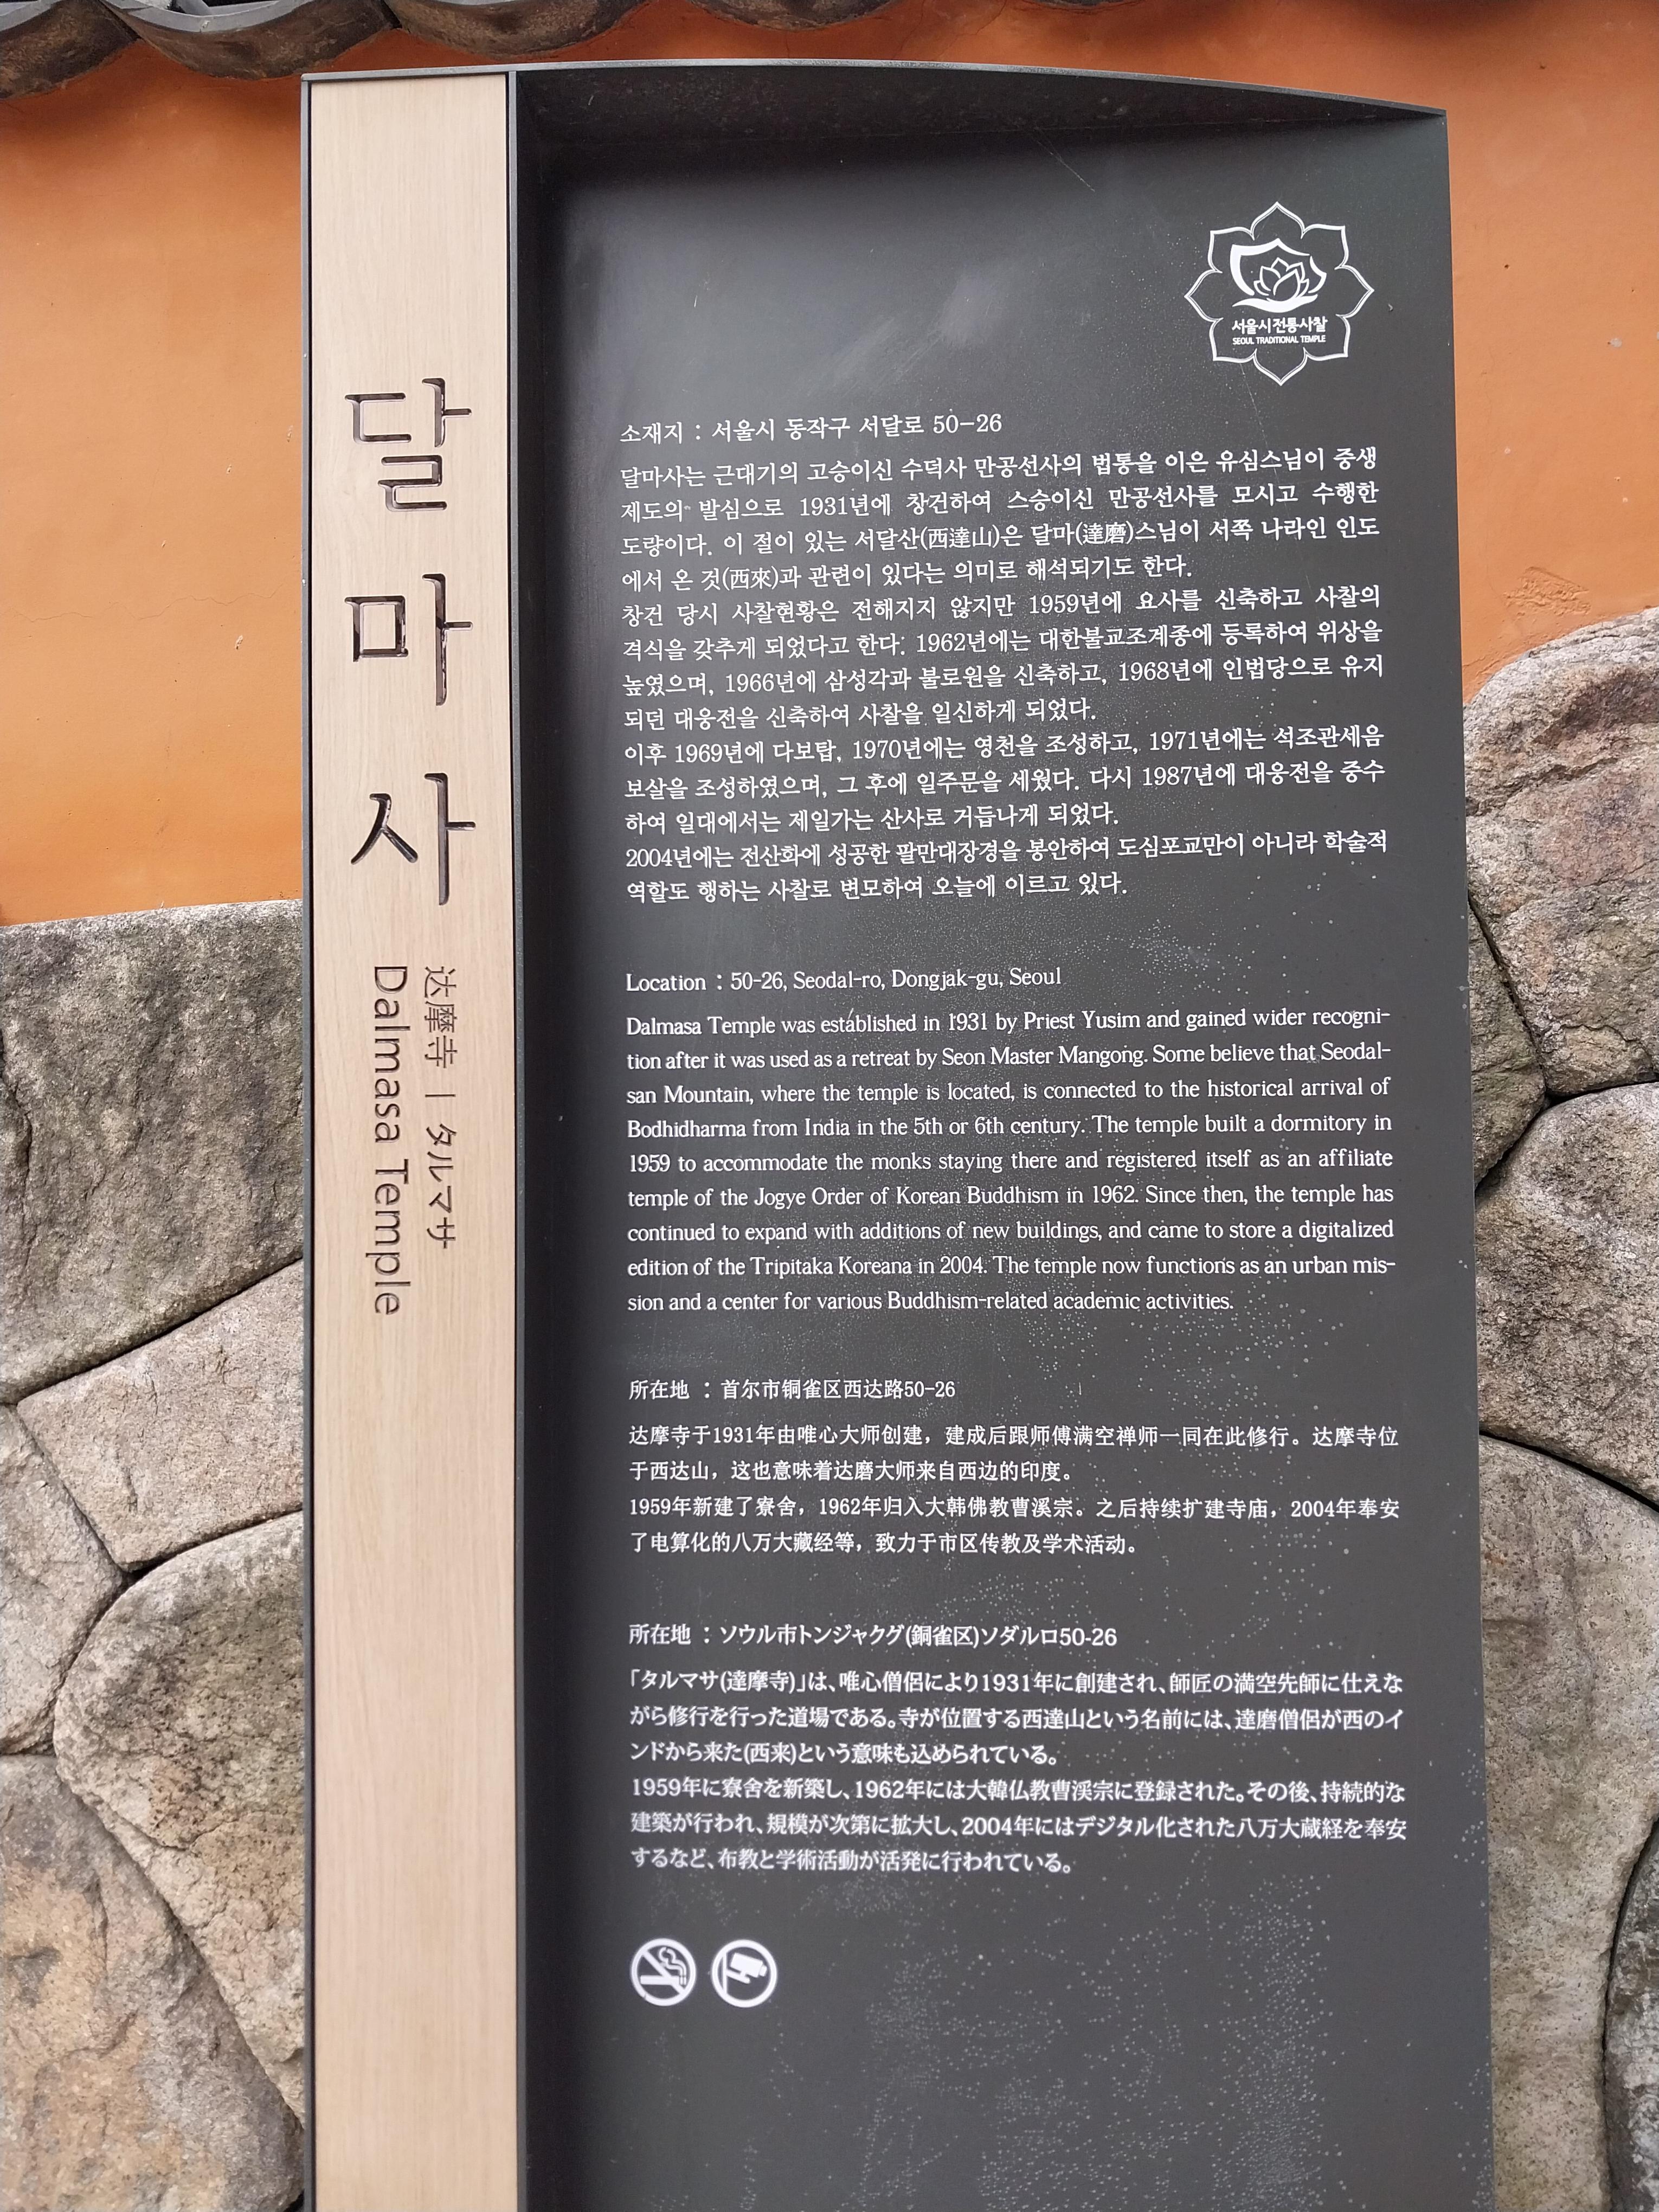 달마사
达摩寺 | タルマサ
Dalmasa Temple
서울시전통사찰
SEOUL TRADITIONAL TEMPLE
소재지 : 서울시 동작구 서달로 50-26
달마사는 근대기의 고승이신 수덕사 만공선사의 법통을 이은 유심스님이 중생
제도의 발심으로 1931년에 창건하여 스승이신 만공선사를 모시고 수행한
도량이다. 이 절이 있는 서달산(西達山)은 달마(達磨)스님이 서쪽 나라인 인도
에서 온 것(西來)과 관련이 있다는 의미로 해석되기도 한다.
창건 당시 사찰현황은 전해지지 않지만 1959년에 요사를 신축하고 사찰의
격식을 갖추게 되었다고 한다. 1962년에는 대한불교조계종에 등록하여 위상을
높였으며, 1966년에 삼성각과 불로원을 신축하고, 1968년에 인법당으로 유지
되던 대웅전을 신축하여 사찰을 일신하게 되었다.
이후 1969년에 다보탑, 1970년에는 영천을 조성하고, 1971년에는 석조관세음
보살을 조성하였으며, 그 후에 일주문을 세웠다. 다시 1987년에 대웅전을 중수
하여 일대에서는 제일가는 산사로 거듭나게 되었다.
2004년에는 전산화에 성공한 팔만대장경을 봉안하여 도심포교만이 아니라 학술적
역할도 행하는 사찰로 변모하여 오늘에 이르고 있다.
Location : 50-26, Seodal-ro, Dongjak-gu, Seoul
Dalmasa Temple was established in 1931 by Priest Yusim and gained wider recogni-
tion after it was used as a retreat by Seon Master Mangong. Some believe that Seodal-
san Mountain, where the temple is located, is connected to the historical arrival of
Bodhidharma from India in the 5th or 6th century. The temple built a dormitory in
1959 to accommodate the monks staying there and registered itself as an affiliate
temple of the Jogye Order of Korean Buddhism in 1962. Since then, the temple has
continued to expand with additions of new buildings, and came to store a digitalized
edition of the Tripitaka Koreana in 2004. The temple now functions as an urban mis-
sion and a center for various Buddhism-related academic activities.
所在地 : 首尔市铜雀区西达路50-26
达摩寺于1931年由唯心大师创建，建成后跟师傅满空禅师一同在此修行。达摩寺位
于西达山，这也意味着达磨大师来自西边的印度。
1959年新建了寮舍，1962年归入大韩佛教曹溪宗。之后持续扩建寺庙，2004年奉安
了电算化的八万大藏经等，致力于市区传教及学术活动。
所在地 : ソウル市トンジャクグ(銅雀区)ソダルロ50-26
「タルマサ(達摩寺)」は、唯心僧侶により1931年に創建され、師匠の満空先師に仕えな
がら修行を行った道場である。寺が位置する西達山という名前には、達磨僧侶が西のイ
ンドから来た(西来)という意味も込められている。
1959年に寮舍を新築し、1962年には大韓仏教曹渓宗に登録された。その後、持続的な
建築が行われ、規模が次第に拡大し、2004年にはデジタル化された八万大蔵経を奉安
するなど、布教と学術活動が活発に行われている。